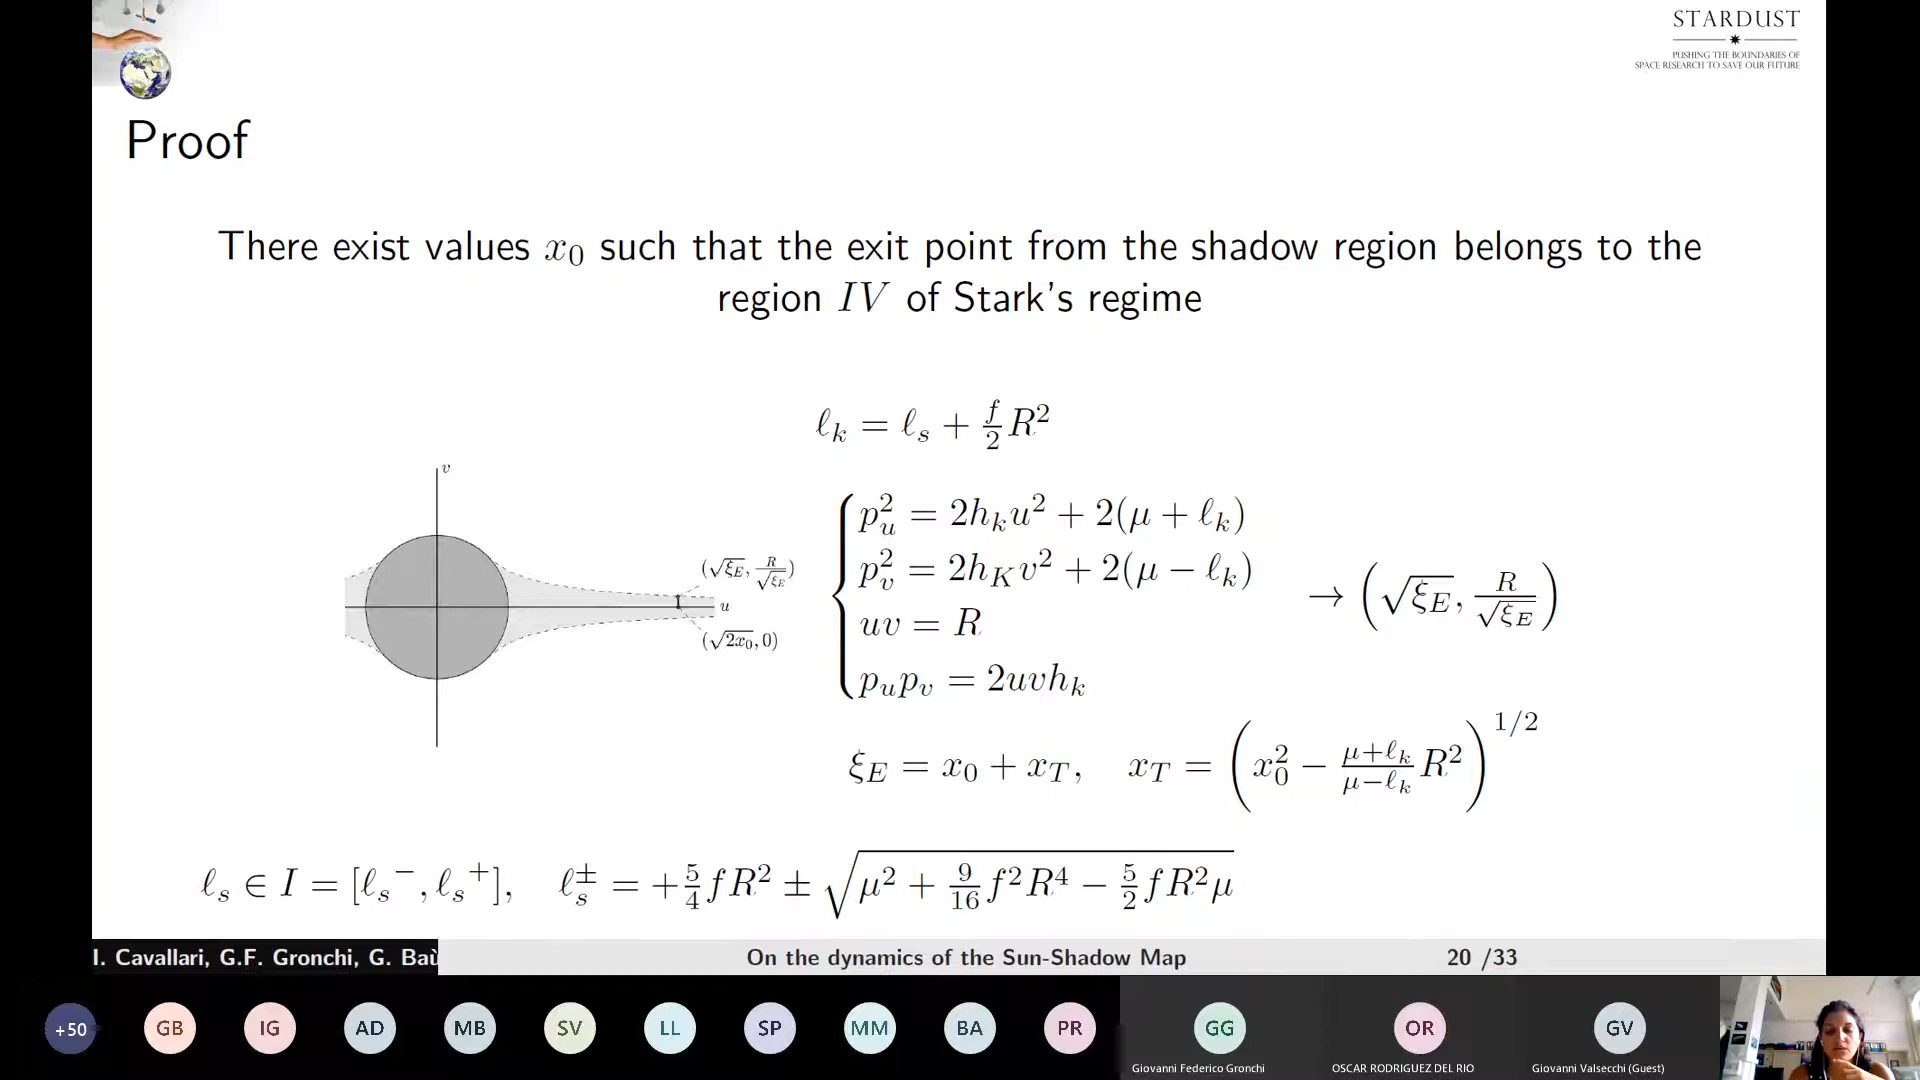 STARDUST
PUSHING THE BOUNDARIES OF
SPACE RESEARCH TO SAVE OUR FUTURE
Proof
There exist values x₀ such that the exit point from the shadow region belongs to the
region IV of Stark's regime
ℓ_k = ℓ_s + f/2 R²
v
(√ξ_E, R/√ξ_E)
u
(√2x₀, 0)
{ p_u² = 2h_k u² + 2(μ + ℓ_k)
p_v² = 2h_K v² + 2(μ − ℓ_k)
uv = R
p_u p_v = 2uvh_k
→ (√ξ_E, R/√ξ_E)
ξ_E = x₀ + x_T, x_T = (x₀² − (μ+ℓ_k)/(μ−ℓ_k) R²)^1/2
ℓ_s ∈ I = [ℓ_s⁻, ℓ_s⁺], ℓ_s^± = +5/4 fR² ± √(μ² + 9/16 f²R⁴ − 5/2 fR²μ)
I. Cavallari, G.F. Gronchi, G. Baù
On the dynamics of the Sun-Shadow Map
20 /33
+50
GB
IG
AD
MB
SV
LL
SP
MM
BA
PR
GG
OR
GV
Giovanni Federico Gronchi
OSCAR RODRIGUEZ DEL RIO
Giovanni Valsecchi (Guest)